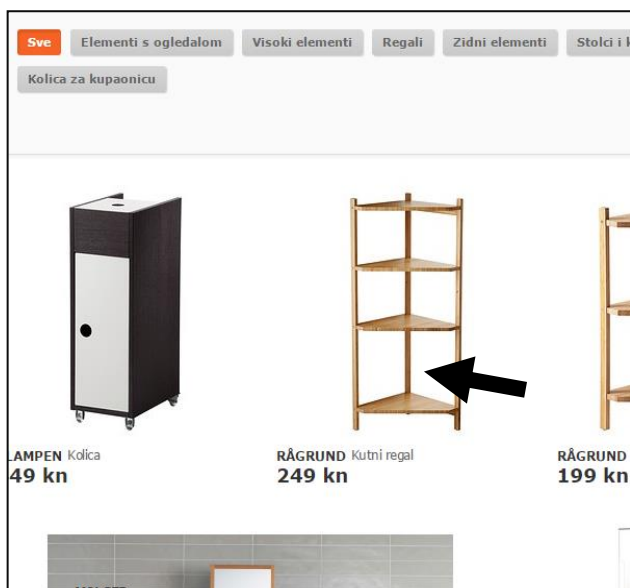 Sve Elementi s ogledalom Visoki elementi Regali Zidni elementi Stolci i
Kolica za kupaonicu
LAMPEN Kolica RÅGRUND Kutni regal RÅGRUND
49 kn 249 kn 199 kn